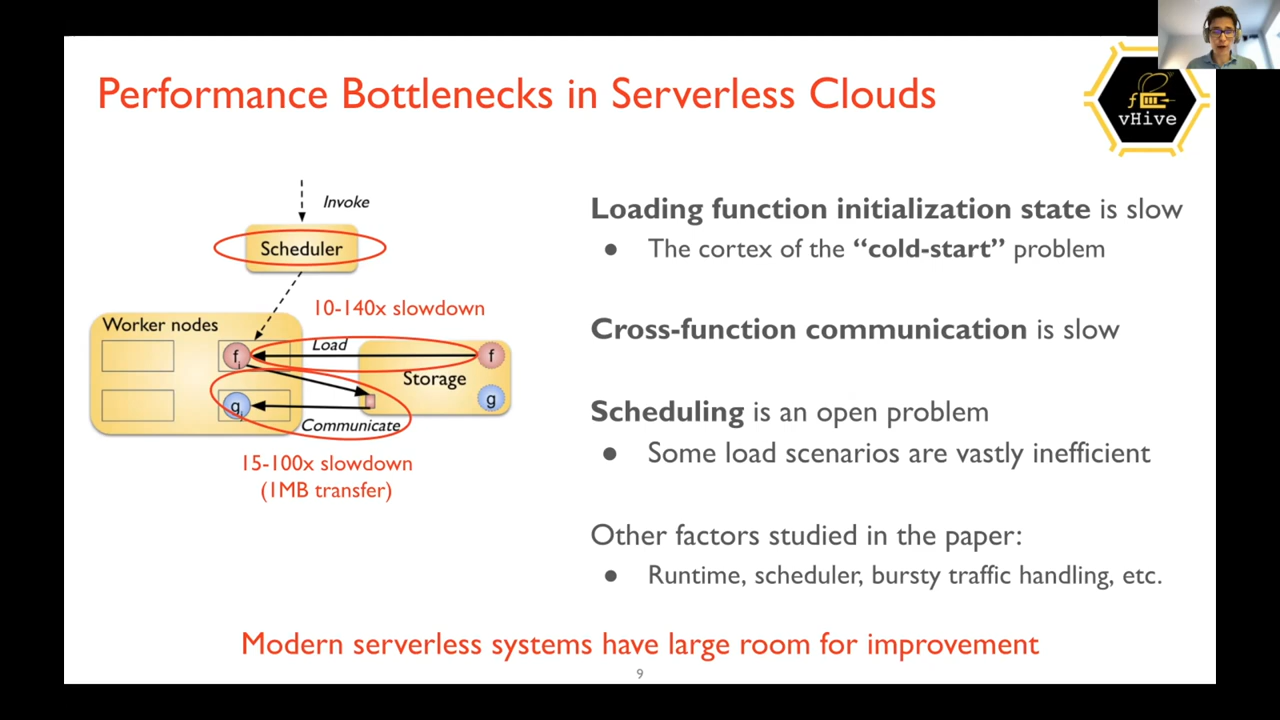 Performance Bottlenecks in Serverless Clouds
f
vHive
Invoke
Scheduler
10-140x slowdown
Worker nodes
Load
f
f
Storage
g
g
Communicate
15-100x slowdown
(1MB transfer)
Loading function initialization state is slow
● The cortex of the “cold-start” problem
Cross-function communication is slow
Scheduling is an open problem
● Some load scenarios are vastly inefficient
Other factors studied in the paper:
● Runtime, scheduler, bursty traffic handling, etc.
Modern serverless systems have large room for improvement
9